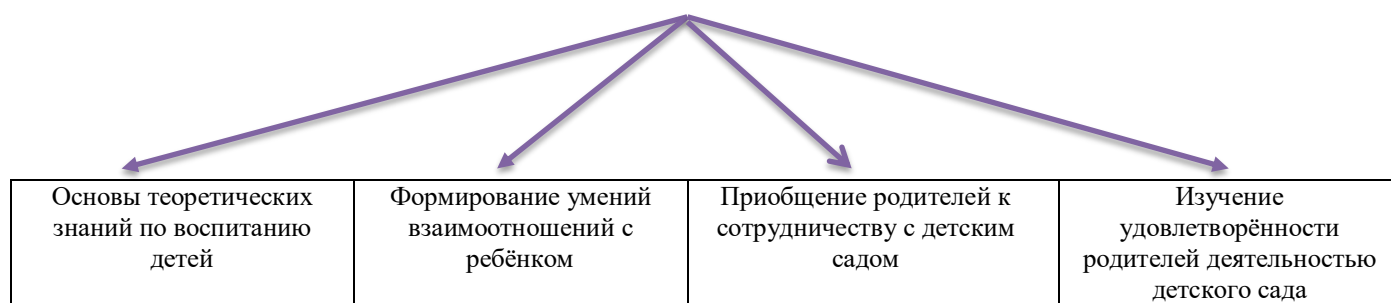 Основы теоретических
знаний по воспитанию
детей
Формирование умений
взаимоотношений с
ребёнком
Приобщение родителей к
сотрудничеству с детским
садом
Изучение
удовлетворённости
родителей деятельностью
детского сада